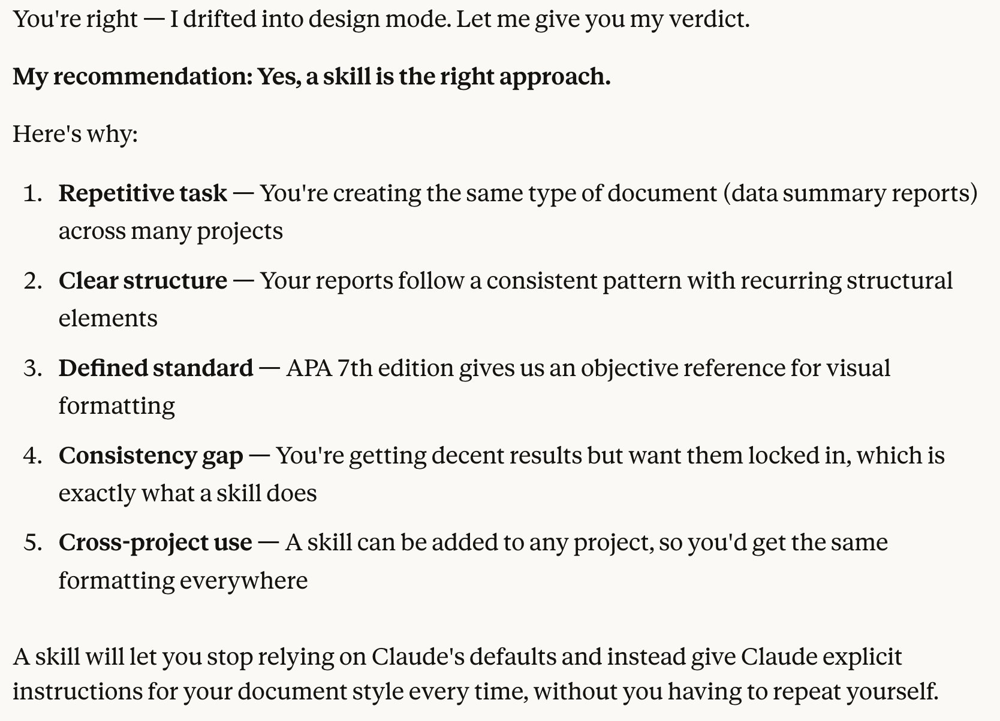 You're right — I drifted into design mode. Let me give you my verdict.
My recommendation: Yes, a skill is the right approach.
Here's why:
1. Repetitive task — You're creating the same type of document (data summary reports)
across many projects
2. Clear structure — Your reports follow a consistent pattern with recurring structural
elements
3. Defined standard — APA 7th edition gives us an objective reference for visual
formatting
4. Consistency gap — You're getting decent results but want them locked in, which is
exactly what a skill does
5. Cross-project use — A skill can be added to any project, so you'd get the same
formatting everywhere
A skill will let you stop relying on Claude's defaults and instead give Claude explicit
instructions for your document style every time, without you having to repeat yourself.